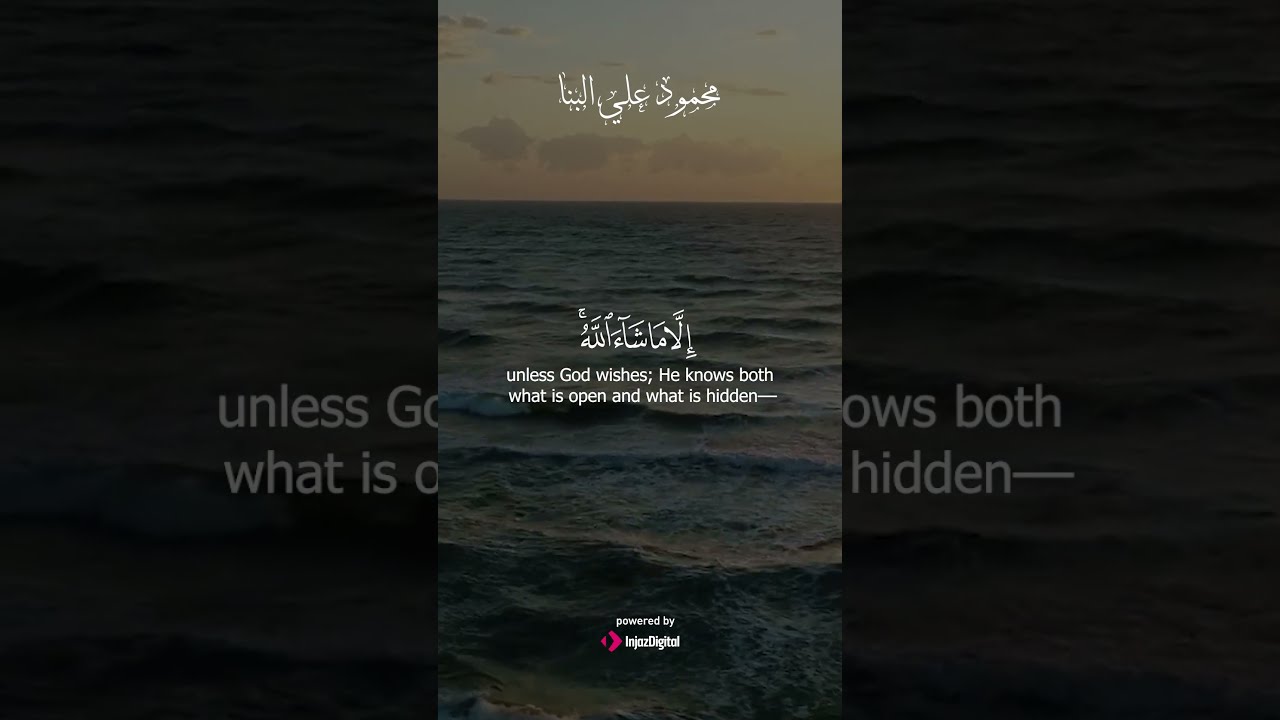 محمود علي البنا
إِلَّا مَا شَآءَ ٱللَّهُۚ
unless God wishes; He knows both
what is open and what is hidden—
unless Go
ows both
what is o
hidden—
powered by
InjazDigital